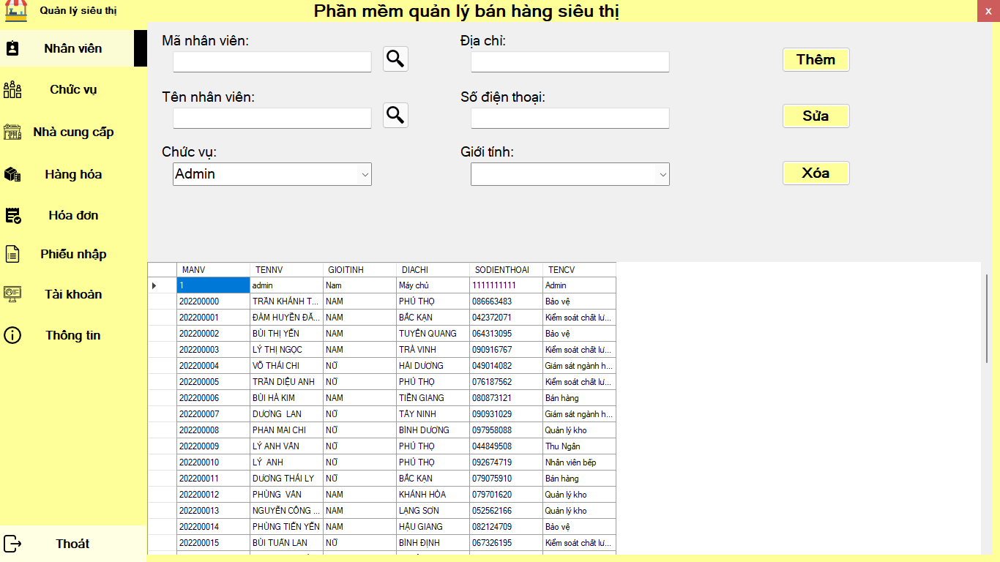 Quản lý siêu thị
Phần mềm quản lý bán hàng siêu thị
x
Nhân viên
Chức vụ
Nhà cung cấp
Hàng hóa
Hóa đơn
Phiếu nhập
Tài khoản
Thông tin
Thoát
Mã nhân viên:
Địa chỉ:
Thêm
Tên nhân viên:
Số điện thoại:
Sửa
Chức vụ:
Giới tính:
Admin
Xóa
MANV TENNV GIOITINH DIACHI SODIENTHOAI TENCV
1 admin Nam Máy chủ 1111111111 Admin
202200000 TRẦN KHÁNH T... NAM PHÚ THỌ 086663483 Bảo vệ
202200001 ĐÀM HUYỀN ĐĂ... NAM BẮC KẠN 042372071 Kiểm soát chất lư...
202200002 BÙI THỊ YẾN NAM TUYÊN QUANG 064313095 Bảo vệ
202200003 LÝ THỊ NGỌC NAM TRÀ VINH 090916767 Kiểm soát chất lư...
202200004 VÕ THÁI CHI NỮ HẢI DƯƠNG 049014082 Giám sát ngành h...
202200005 TRẦN DIỆU ANH NỮ PHÚ THỌ 076187562 Kiểm soát chất lư...
202200006 BÙI HÀ KIM NAM TIỀN GIANG 080873121 Bán hàng
202200007 DƯƠNG LAN NỮ TÂY NINH 090931029 Giám sát ngành h...
202200008 PHAN MAI CHI NỮ BÌNH DƯƠNG 097958088 Quản lý kho
202200009 LÝ ANH VÂN NỮ PHÚ THỌ 044849508 Thu Ngân
202200010 LÝ ANH NỮ PHÚ THỌ 092674719 Nhân viên bếp
202200011 DƯƠNG THÁI LY NỮ BẮC KẠN 079075910 Bán hàng
202200012 PHÙNG VÂN NAM KHÁNH HÒA 079701620 Quản lý kho
202200013 NGUYỄN CÔNG ... NAM LẠNG SƠN 052562166 Quản lý kho
202200014 PHÙNG TIẾN YẾN NAM HẬU GIANG 082124709 Bảo vệ
202200015 BÙI TUẤN LAN NỮ BÌNH ĐỊNH 067326195 Kiểm soát chất lư...